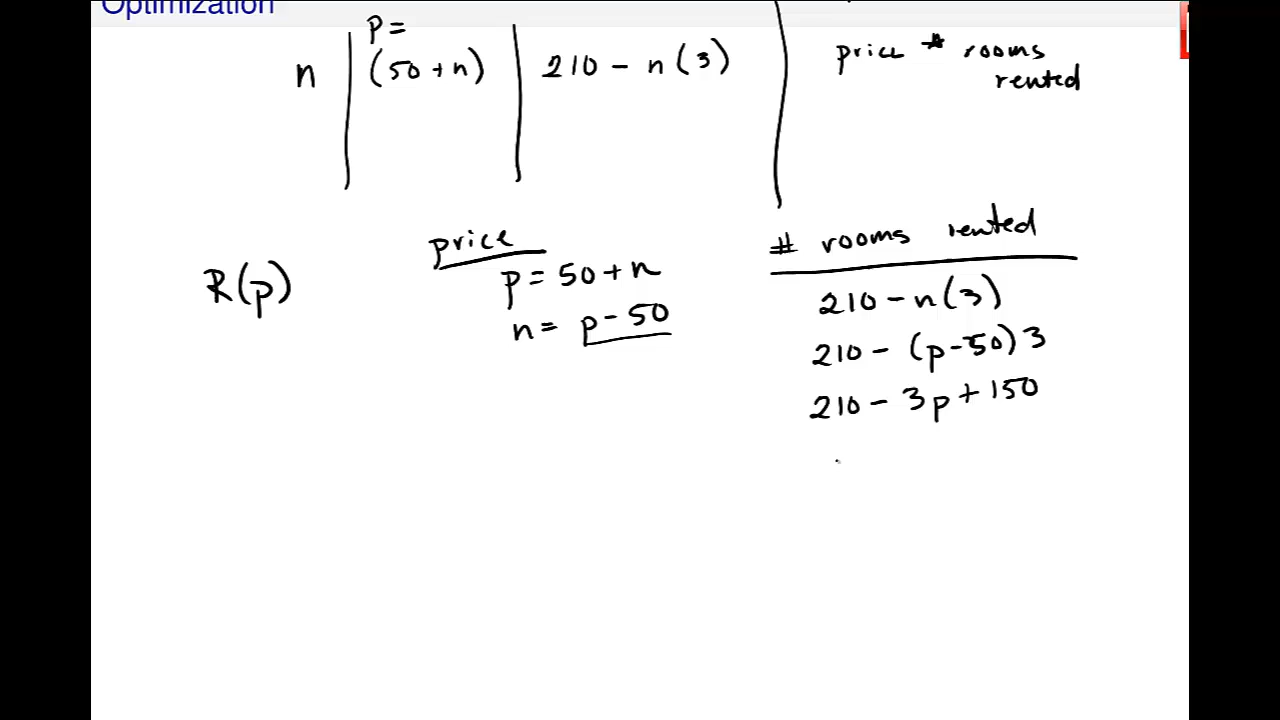 Optimization
p =
n (50 + n) 210 - n(3) price * rooms
rented
price # rooms rented
R(p) p = 50 + n 210 - n(3)
n = p - 50 210 - (p-50)3
210 - 3p + 150